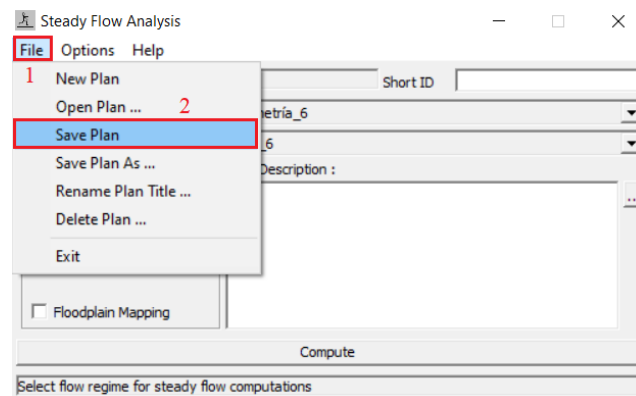 Steady Flow Analysis
File Options Help
1 New Plan
Short ID
Open Plan ... 2
etría_6
Save Plan
_6
Save Plan As ...
Description :
Rename Plan Title ...
...
Delete Plan ...
Exit
Floodplain Mapping
Compute
Select flow regime for steady flow computations